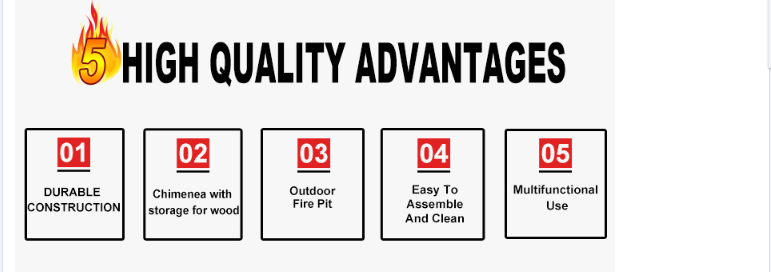 5 HIGH QUALITY ADVANTAGES
01
DURABLE
CONSTRUCTION
02
Chimenea with
storage for wood
03
Outdoor
Fire Pit
04
Easy To
Assemble
And Clean
05
Multifunctional
Use